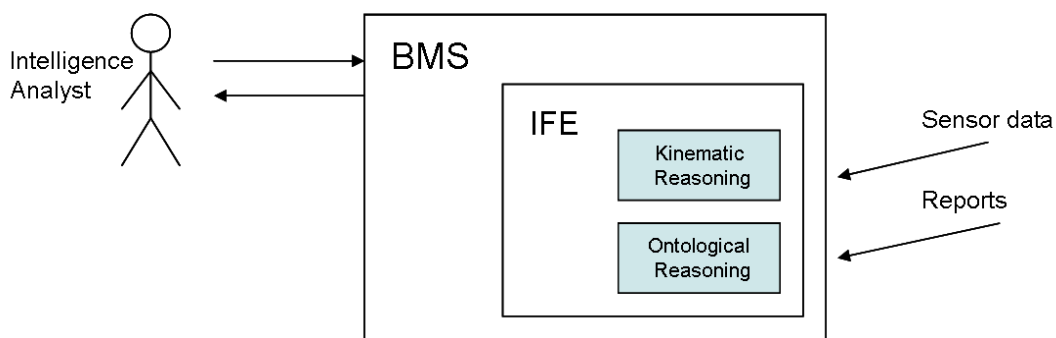 Intelligence
Analyst
BMS
IFE
Kinematic
Reasoning
Ontological
Reasoning
Sensor data
Reports